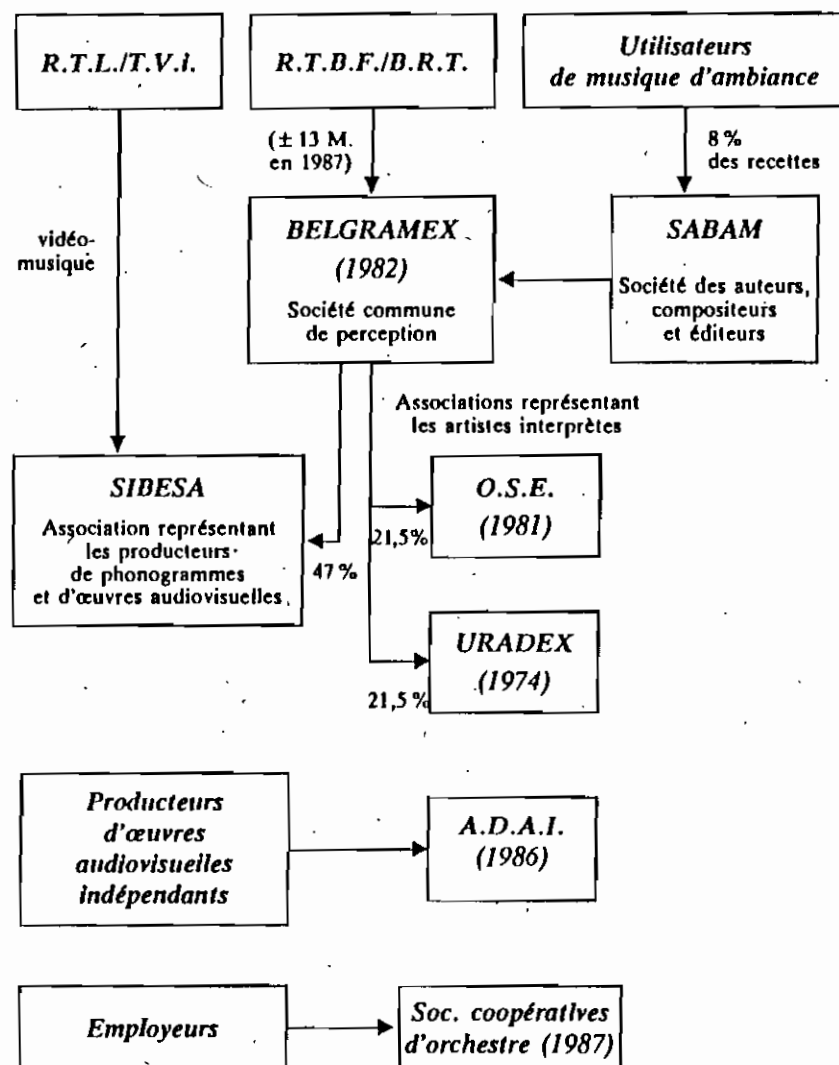 R.T.L./T.V.i.
R.T.B.F./B.R.T.
Utilisateurs
de musique d'ambiance
(± 13 M.
en 1987)
8 %
des recettes
vidéo-
musique
BELGRAMEX
(1982)
Société commune
de perception
SABAM
Société des auteurs,
compositeurs
et éditeurs
Associations représentant
les artistes interprètes
SIBESA
Association représentant
les producteurs
de phonogrammes
et d'œuvres audiovisuelles
47 %
O.S.E.
(1981)
21,5%
URADEX
(1974)
21,5 %
Producteurs
d'œuvres
audiovisuelles
indépendants
A.D.A.I.
(1986)
Employeurs
Soc. coopératives
d'orchestre (1987)